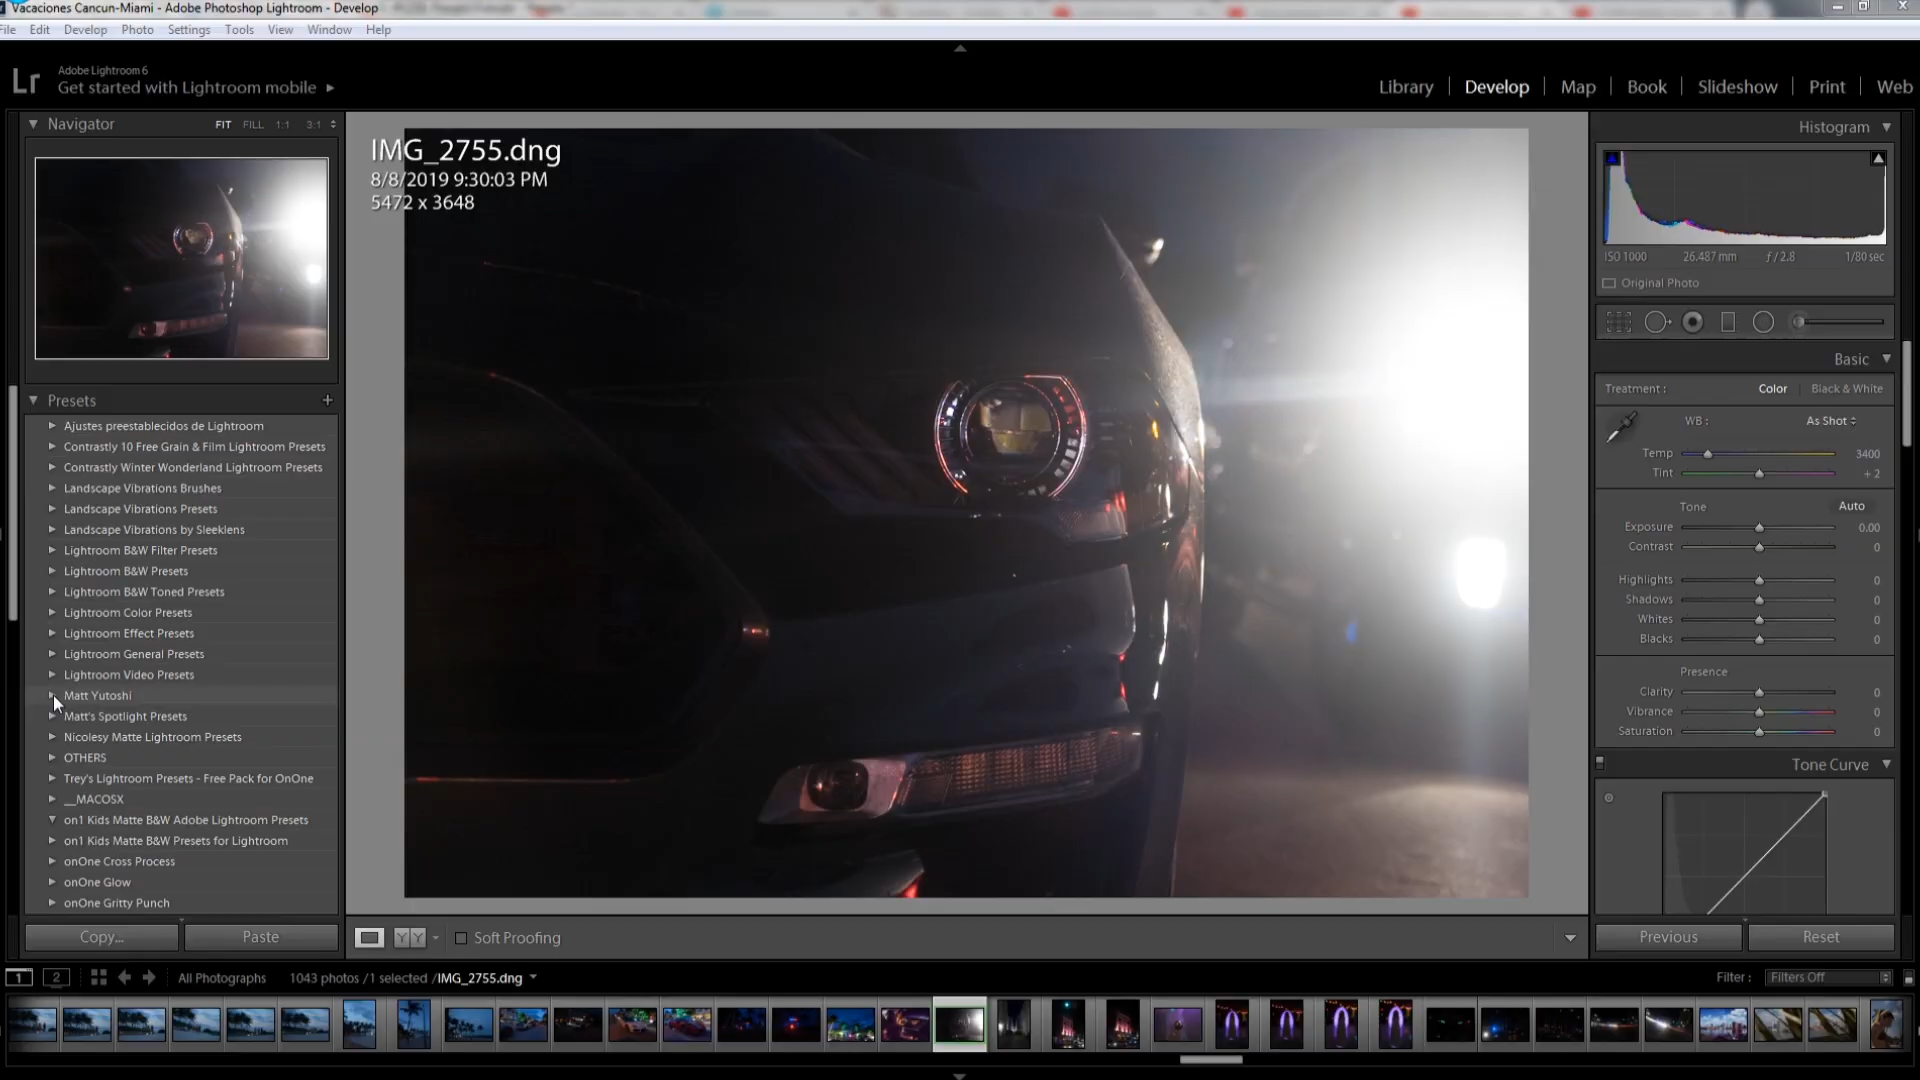 Vacaciones Cancun-Miami - Adobe Photoshop Lightroom - Develop
File Edit Develop Photo Settings Tools View Window Help
Lr
Adobe Lightroom 6
Get started with Lightroom mobile
Library Develop Map Book Slideshow Print Web
Navigator FIT FILL 1:1 3:1
IMG_2755.dng
8/8/2019 9:30:03 PM
5472 x 3648
Presets
Ajustes preestablecidos de Lightroom
Contrastly 10 Free Grain & Film Lightroom Presets
Contrastly Winter Wonderland Lightroom Presets
Landscape Vibrations Brushes
Landscape Vibrations Presets
Landscape Vibrations by Sleeklens
Lightroom B&W Filter Presets
Lightroom B&W Presets
Lightroom B&W Toned Presets
Lightroom Color Presets
Lightroom Effect Presets
Lightroom General Presets
Lightroom Video Presets
Matt Yutoshi
Matt's Spotlight Presets
Nicolesy Matte Lightroom Presets
OTHERS
Trey's Lightroom Presets - Free Pack for OnOne
__MACOSX
on1 Kids Matte B&W Adobe Lightroom Presets
on1 Kids Matte B&W Presets for Lightroom
onOne Cross Process
onOne Glow
onOne Gritty Punch
Copy... Paste
Soft Proofing
Histogram
ISO 1000 26.487 mm ƒ / 2.8 1/80 sec
Original Photo
Basic
Treatment : Color Black & White
WB : As Shot
Temp 3400
Tint + 2
Tone Auto
Exposure 0.00
Contrast 0
Highlights 0
Shadows 0
Whites 0
Blacks 0
Presence
Clarity 0
Vibrance 0
Saturation 0
Tone Curve
Previous Reset
1 2 All Photographs 1043 photos /1 selected /IMG_2755.dng
Filter : Filters Off